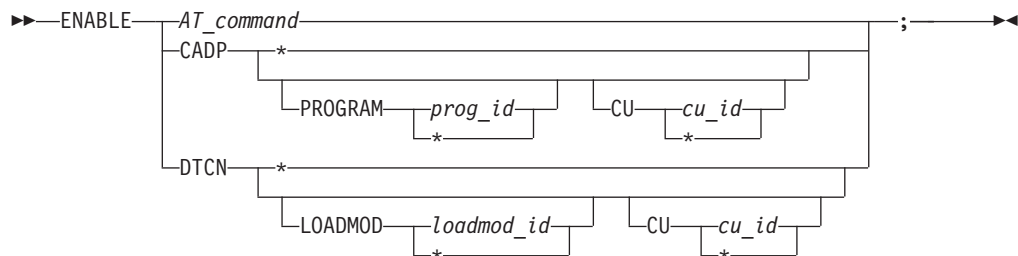 ENABLE AT_command ;
CADP *
PROGRAM prog_id CU cu_id
* *
DTCN *
LOADMOD loadmod_id CU cu_id
* *